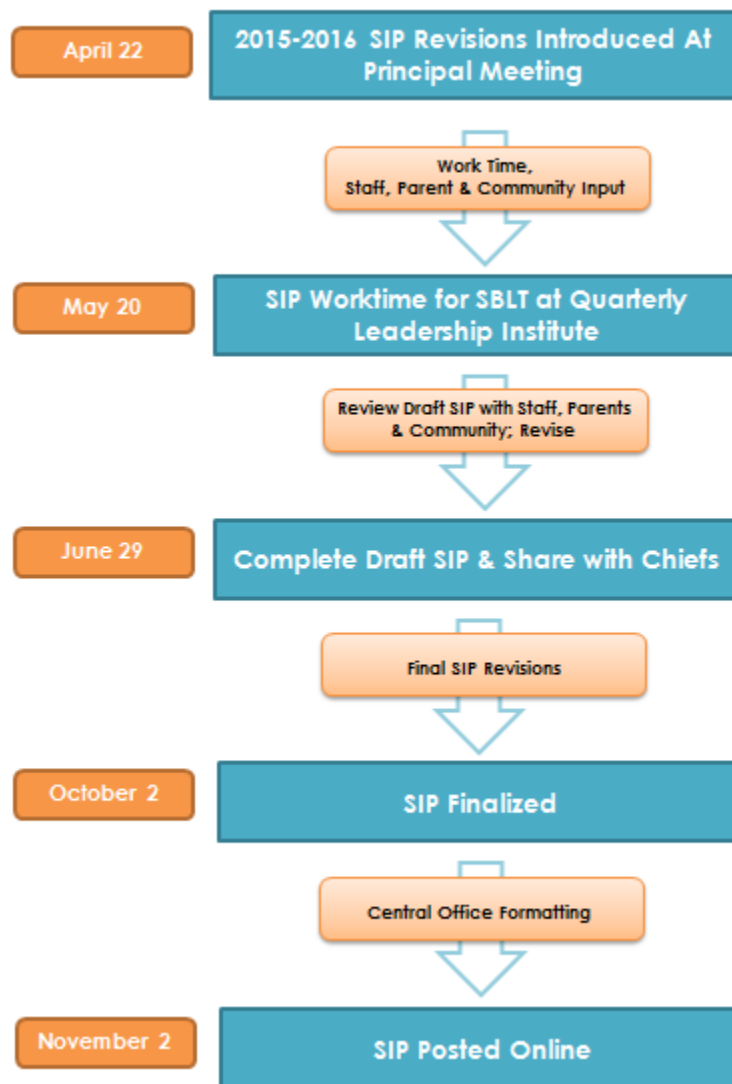 April 22
2015-2016 SIP Revisions Introduced At
Principal Meeting
Work Time,
Staff, Parent & Community Input
May 20
SIP Worktime for SBLT at Quarterly
Leadership Institute
Review Draft SIP with Staff, Parents
& Community; Revise
June 29
Complete Draft SIP & Share with Chiefs
Final SIP Revisions
October 2
SIP Finalized
Central Office Formatting
November 2
SIP Posted Online